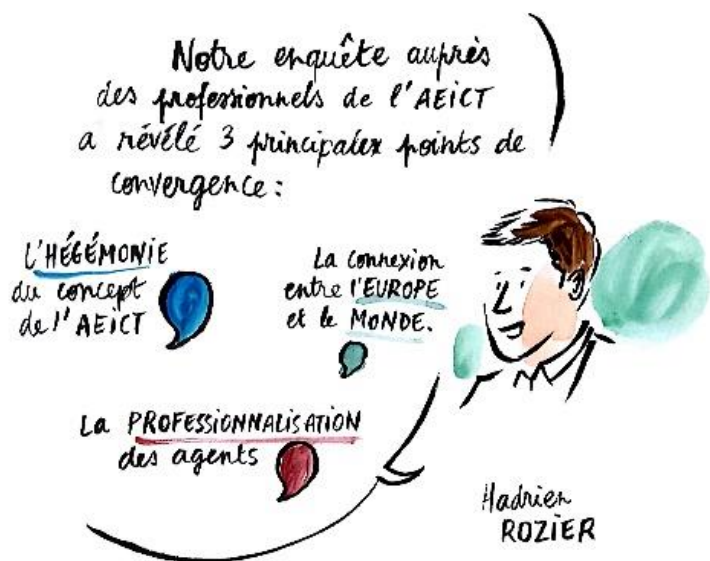 Notre enquête auprès
des professionnels de l'AEiCT
a révélé 3 principaux points de
convergence :
L'HÉGÉMONIE
du concept
de l'AEiCT
La connexion
entre l'EUROPE
et le MONDE.
La PROFESSIONNALISATION
des agents
Hadrien
ROZIER